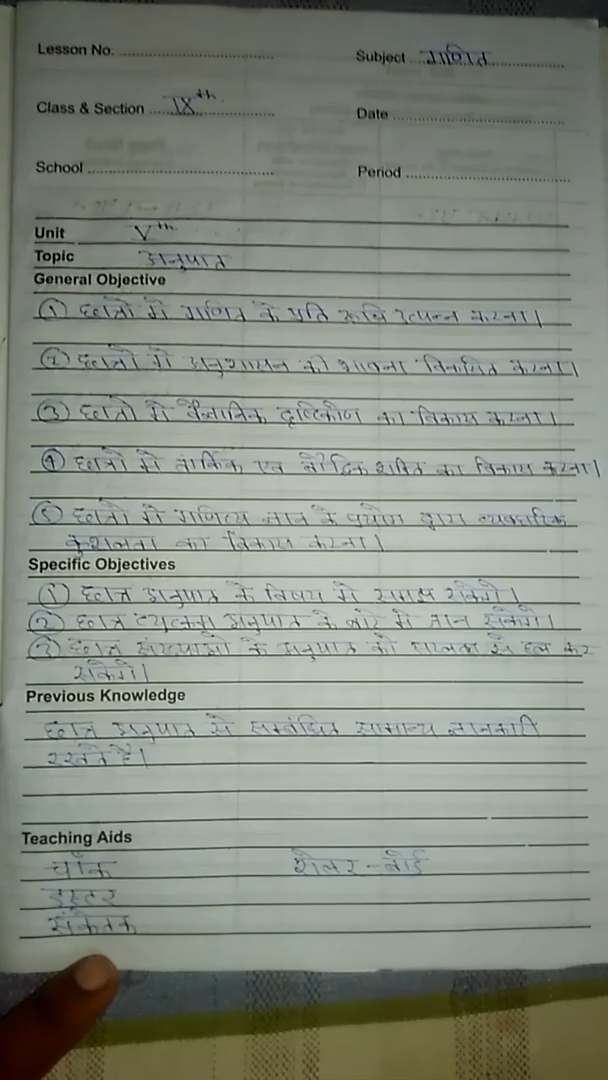 Lesson No. ........ Subject ... गणित ........
Class & Section ... IXth ........ Date ........
School ........ Period ........
Unit Vth
Topic अनुपात
General Objective
① छात्रों में गणित के प्रति रूचि उत्पन्न करना।
② छात्रों में अनुशासन की भावना विकसित करना।
③ छात्रों में वैज्ञानिक दृष्टिकोण का विकास करना।
④ छात्रों में तार्किक एवं बौद्धिक शक्ति का विकास करना।
⑤ छात्रों में गणितीय ज्ञान के प्रयोग द्वारा व्यवहारिक
कुशलता का विकास करना।
Specific Objectives
① छात्र अनुपात के विषय में समझ सकेंगे।
② छात्र अनुपात के बारे में जान सकेंगे।
③ छात्र संख्याओं के अनुपात को सरलता से हल कर
सकेंगे।
Previous Knowledge
छात्र अनुपात से सम्बंधित सामान्य जानकारी
रखते हैं।
Teaching Aids
चॉक रोलर-बोर्ड
डस्टर
संकेतक